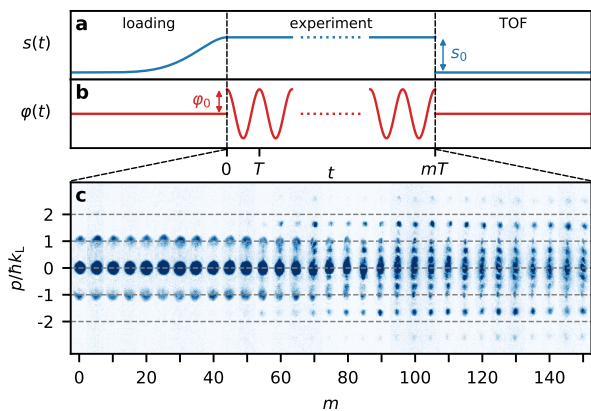 a loading experiment TOF
s(t) s₀
b
φ(t) φ₀
0 T t mT
c
p/ħk_L
2
1
0
-1
-2
0 20 40 60 80 100 120 140
m